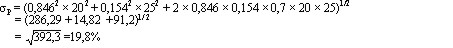 σp = (0,846² × 20² + 0,154² × 25² + 2 × 0,846 × 0,154 × 0,7 × 20 × 25)^1/2
= (286,29 + 14,82 + 91,2)^1/2
= √392,3 = 19,8%